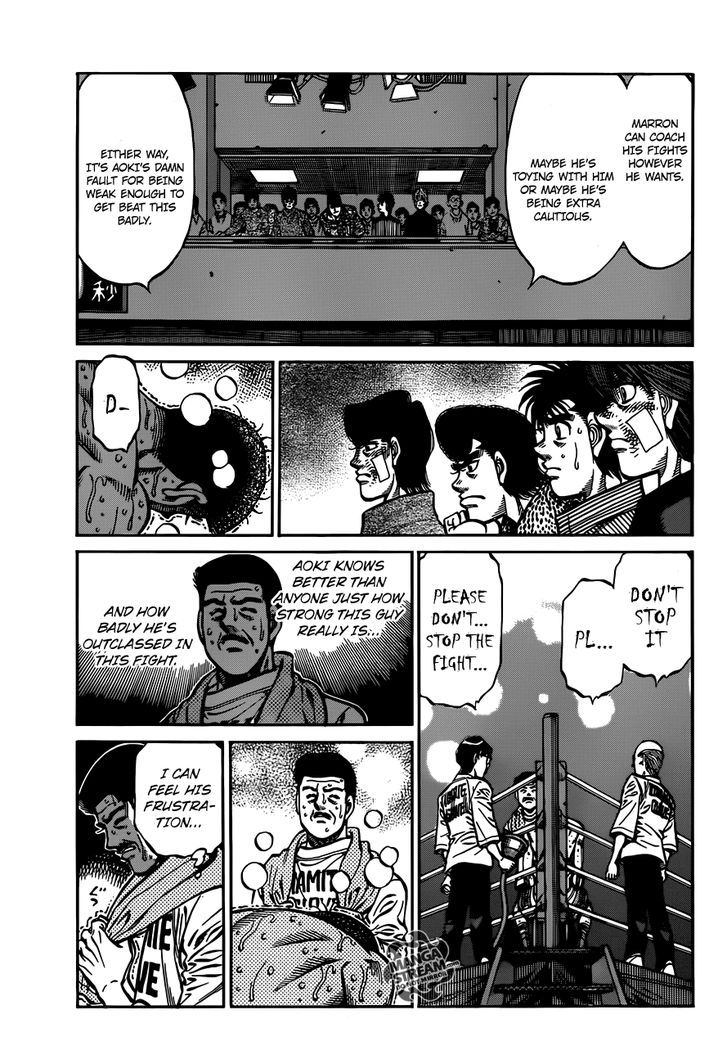 MARRON
CAN COACH
HIS FIGHTS
HOWEVER
HE WANTS.
MAYBE HE'S
TOYING WITH HIM
OR MAYBE HE'S
BEING EXTRA
CAUTIOUS.
EITHER WAY,
IT'S AOKI'S DAMN
FAULT FOR BEING
WEAK ENOUGH TO
GET BEAT THIS
BADLY.
秒
D-
DON'T
STOP
IT
PL...
PLEASE
DON'T...
STOP THE
FIGHT...
AOKI KNOWS
BETTER THAN
ANYONE JUST HOW
STRONG THIS GUY
REALLY IS...
AND HOW
BADLY HE'S
OUTCLASSED IN
THIS FIGHT.
I CAN
FEEL HIS
FRUSTRA-
TION...
MANGA
STREAM